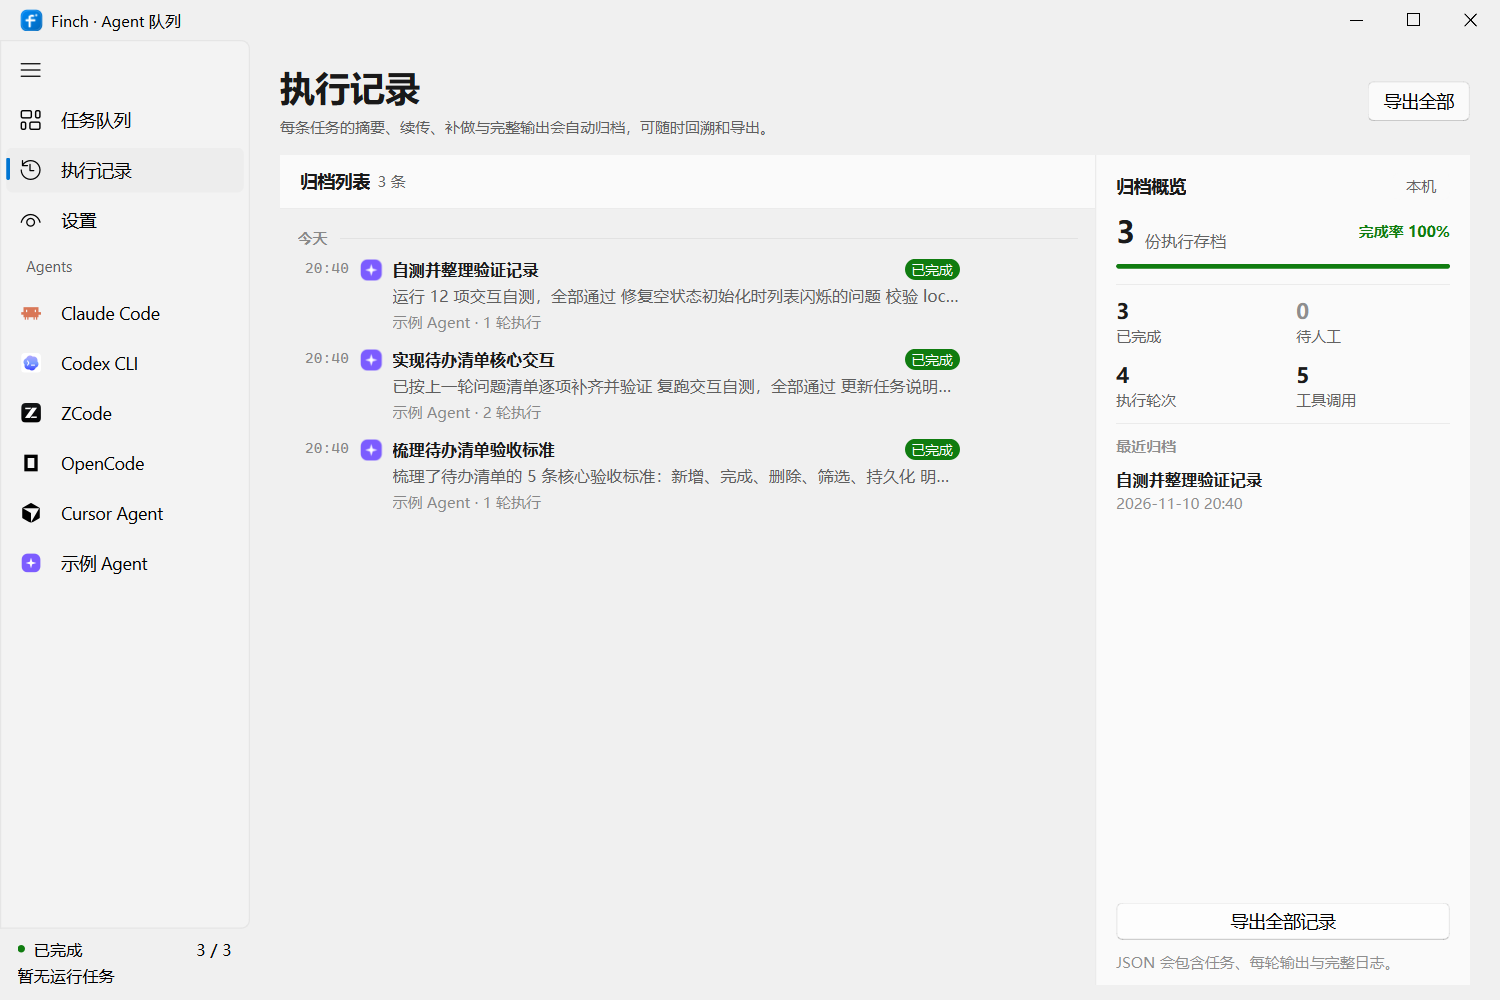 Finch · Agent 队列
任务队列
执行记录
设置
Agents
Claude Code
Codex CLI
ZCode
OpenCode
Cursor Agent
示例 Agent
已完成 3 / 3
暂无运行任务
执行记录
每条任务的摘要、续传、补做与完整输出会自动归档，可随时回溯和导出。
导出全部
归档列表 3 条
今天
20:40 自测并整理验证记录 已完成
运行 12 项交互自测，全部通过 修复空状态初始化时列表闪烁的问题 校验 loc...
示例 Agent · 1 轮执行
20:40 实现待办清单核心交互 已完成
已按上一轮问题清单逐项补齐并验证 复跑交互自测，全部通过 更新任务说明...
示例 Agent · 2 轮执行
20:40 梳理待办清单验收标准 已完成
梳理了待办清单的 5 条核心验收标准：新增、完成、删除、筛选、持久化 明...
示例 Agent · 1 轮执行
归档概览 本机
3 份执行存档 完成率 100%
3 0
已完成 待人工
4 5
执行轮次 工具调用
最近归档
自测并整理验证记录
2026-11-10 20:40
导出全部记录
JSON 会包含任务、每轮输出与完整日志。